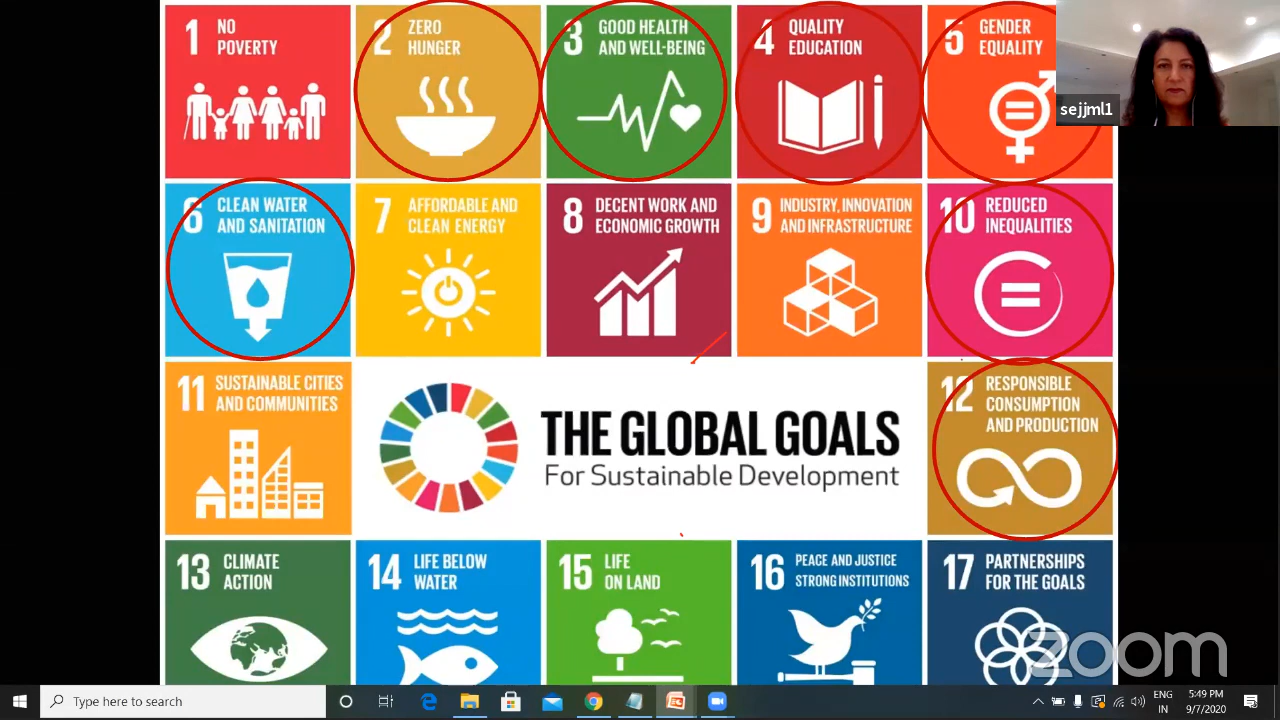 1 NO
POVERTY
2 ZERO
HUNGER
3 GOOD HEALTH
AND WELL-BEING
4 QUALITY
EDUCATION
5 GENDER
EQUALITY
sejjml1
6 CLEAN WATER
AND SANITATION
7 AFFORDABLE AND
CLEAN ENERGY
8 DECENT WORK AND
ECONOMIC GROWTH
9 INDUSTRY, INNOVATION
AND INFRASTRUCTURE
10 REDUCED
INEQUALITIES
11 SUSTAINABLE CITIES
AND COMMUNITIES
THE GLOBAL GOALS
For Sustainable Development
12 RESPONSIBLE
CONSUMPTION
AND PRODUCTION
13 CLIMATE
ACTION
14 LIFE BELOW
WATER
15 LIFE
ON LAND
16 PEACE AND JUSTICE
STRONG INSTITUTIONS
17 PARTNERSHIPS
FOR THE GOALS
zoom
Type here to search
ENG
IN
5:49 PM
9/7/2020